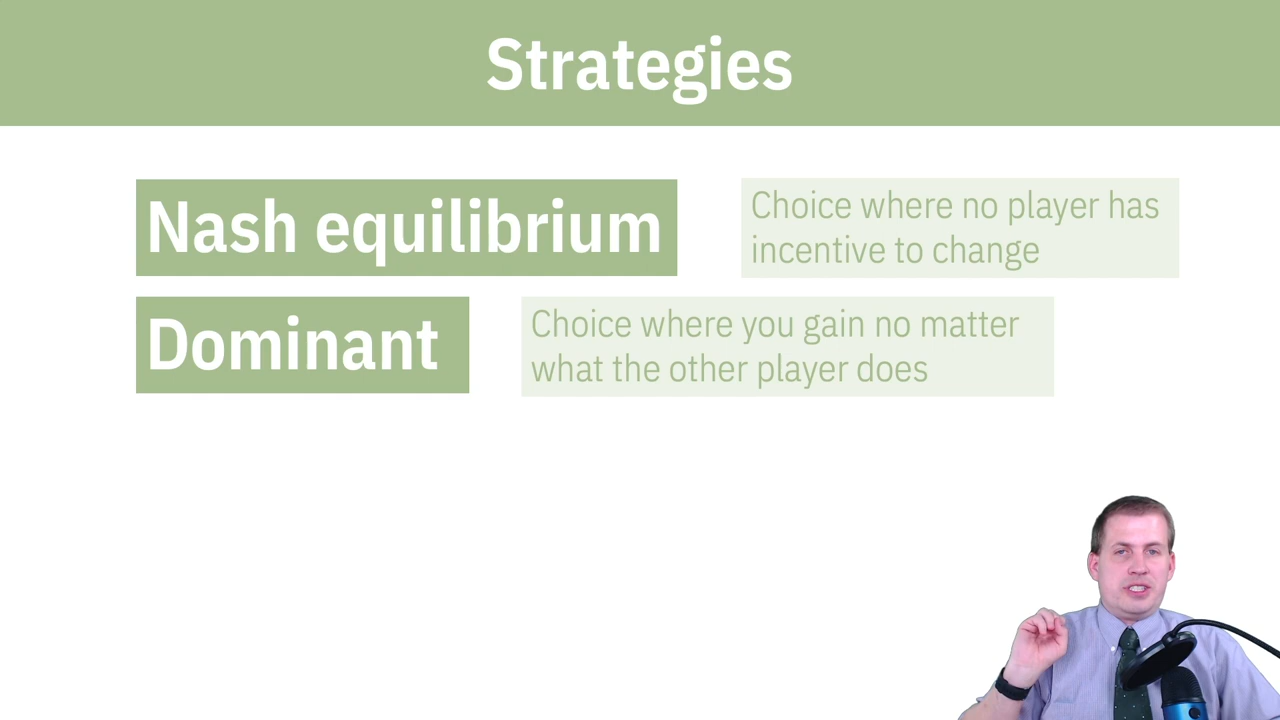 Strategies
Nash equilibrium
Choice where no player has
incentive to change
Dominant
Choice where you gain no matter
what the other player does